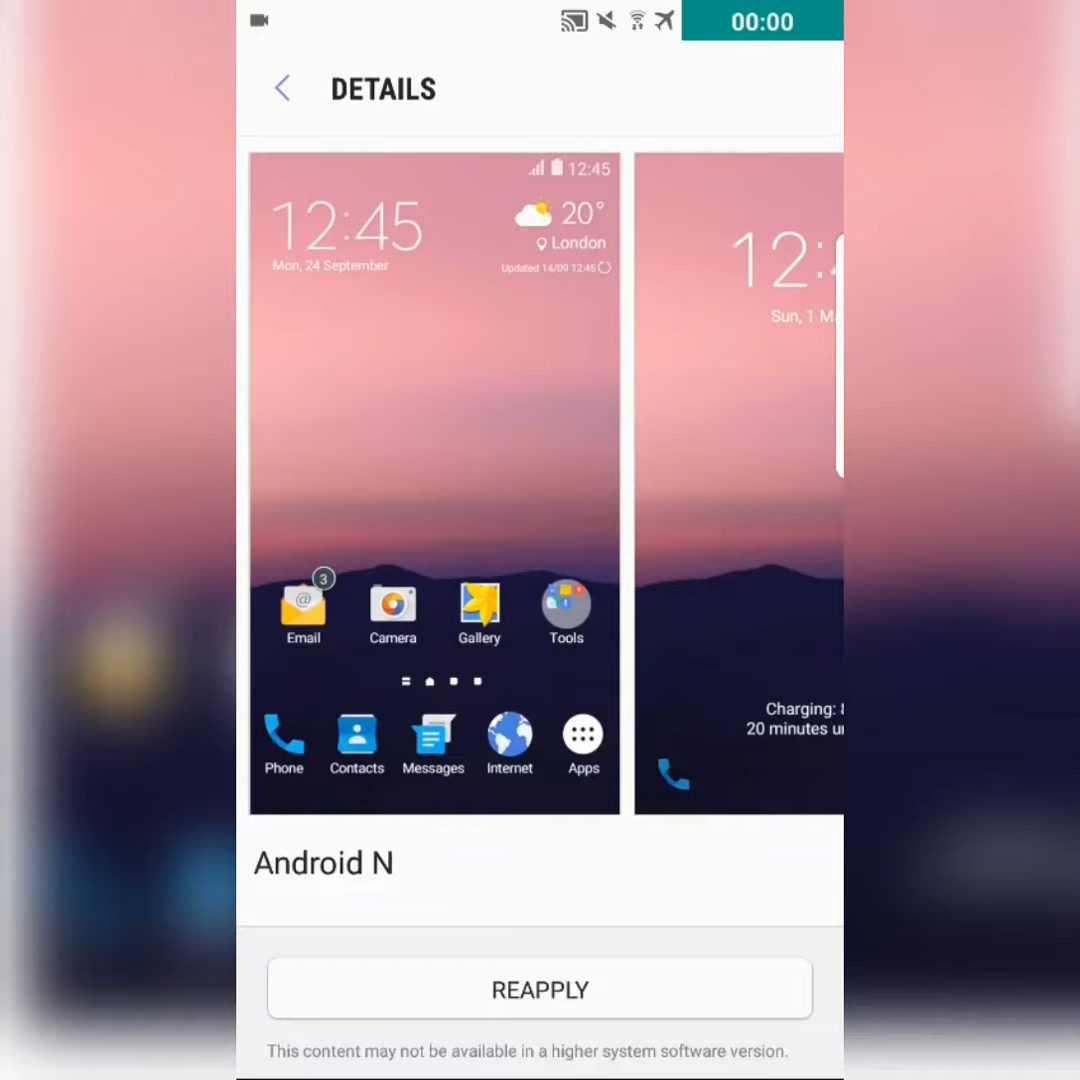 00:00
DETAILS
12:45
12:45
Mon, 24 September
20°
London
Updated 14/09 12:45
3
@
Email
Camera
Gallery
Tools
Phone
Contacts
Messages
Internet
Apps
12:
Sun, 1 M
Charging:
20 minutes u
Android N
REAPPLY
This content may not be available in a higher system software version.